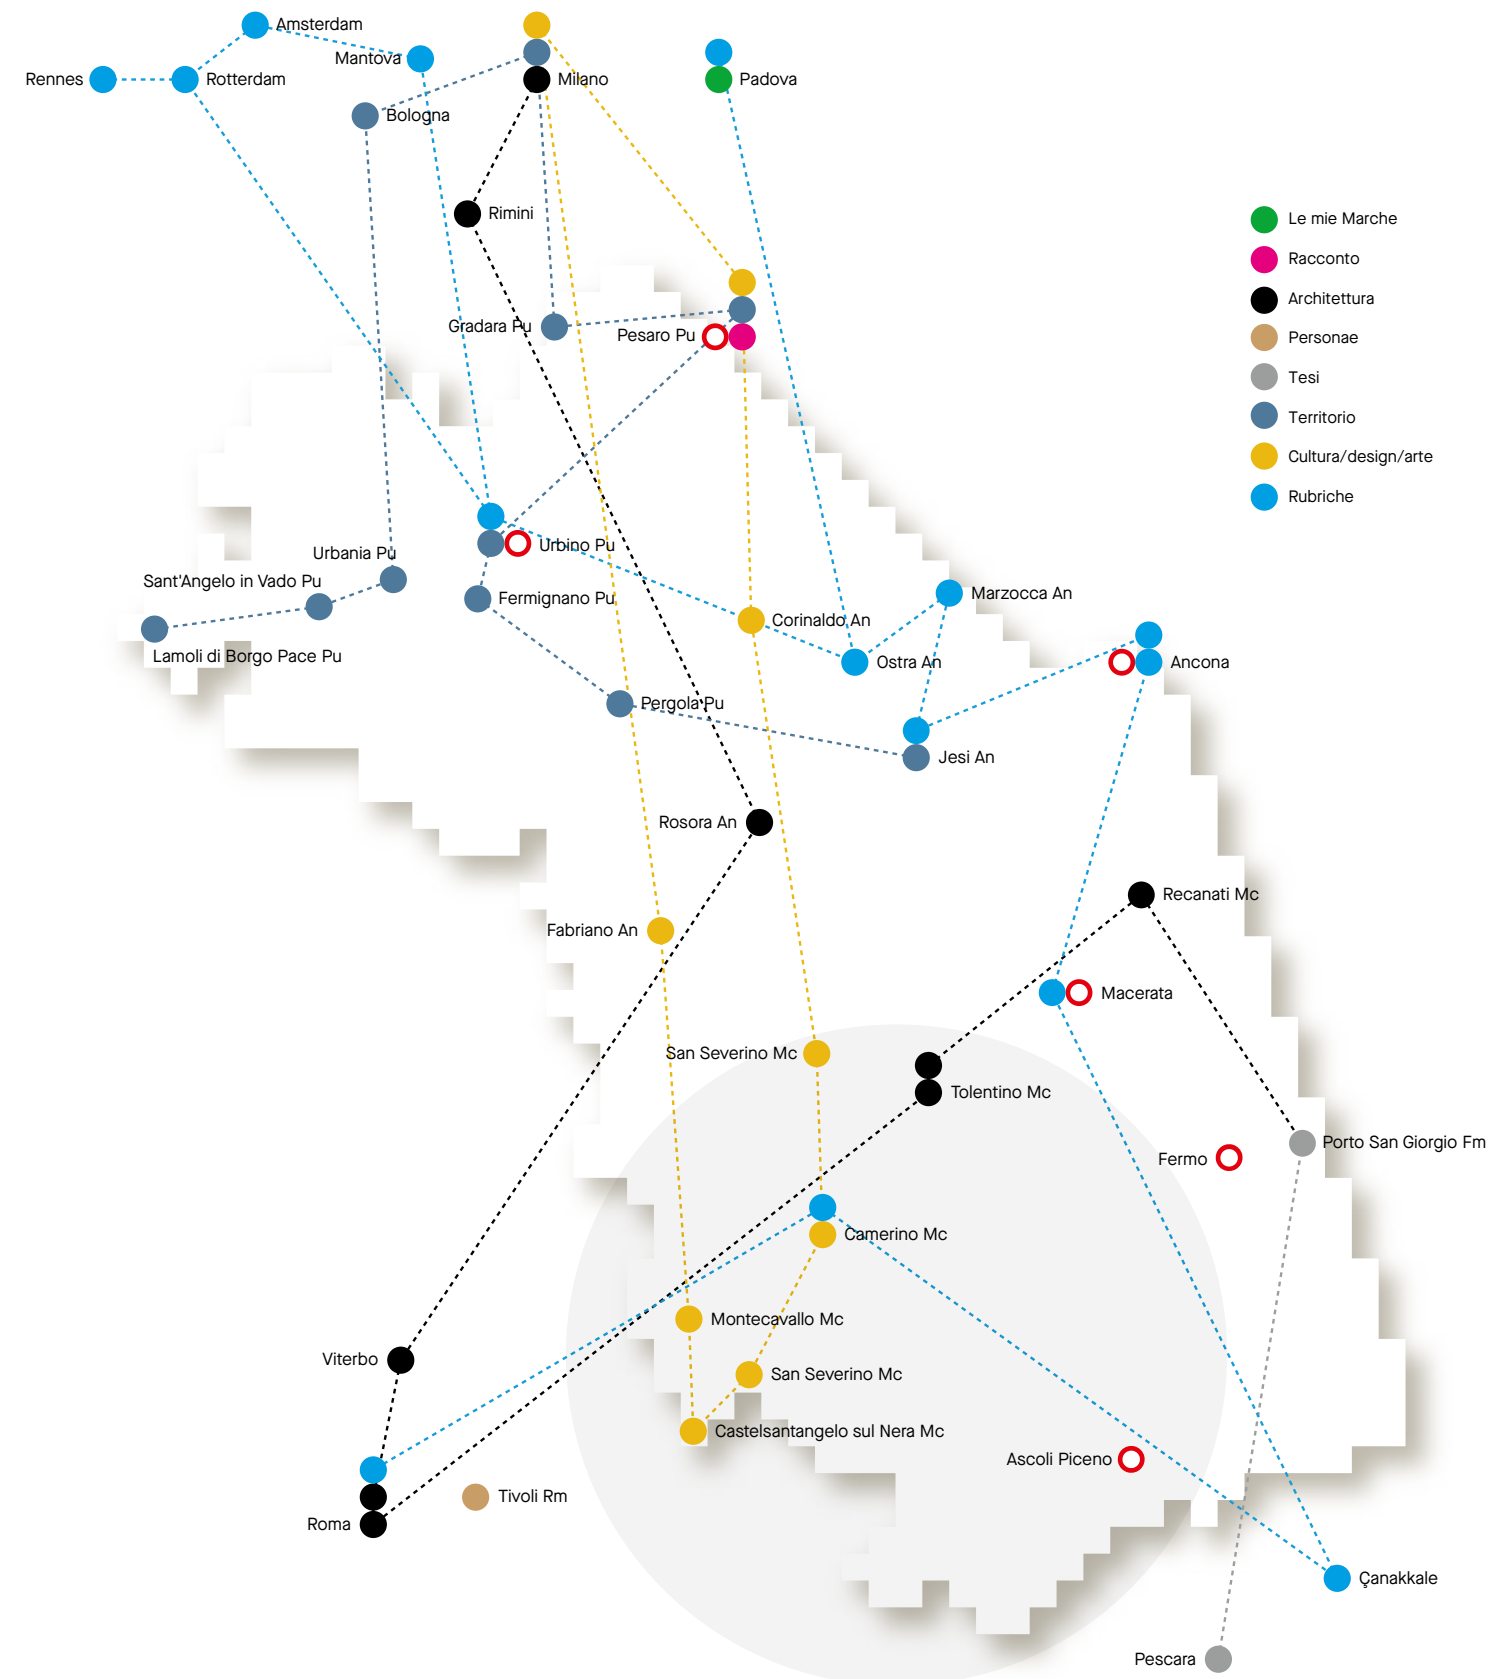 Amsterdam
Mantova
Rennes
Rotterdam
Milano
Padova
Bologna
Rimini
Le mie Marche
Racconto
Architettura
Personae
Tesi
Territorio
Cultura/design/arte
Rubriche
Gradara Pu
Pesaro Pu
Urbino Pu
Urbania Pu
Sant'Angelo in Vado Pu
Fermignano Pu
Marzocca An
Corinaldo An
Lamoli di Borgo Pace Pu
Ostra An
Ancona
Pergola Pu
Jesi An
Rosora An
Recanati Mc
Fabriano An
Macerata
San Severino Mc
Tolentino Mc
Porto San Giorgio Fm
Fermo
Camerino Mc
Montecavallo Mc
Viterbo
San Severino Mc
Castelsantangelo sul Nera Mc
Ascoli Piceno
Tivoli Rm
Roma
Çanakkale
Pescara